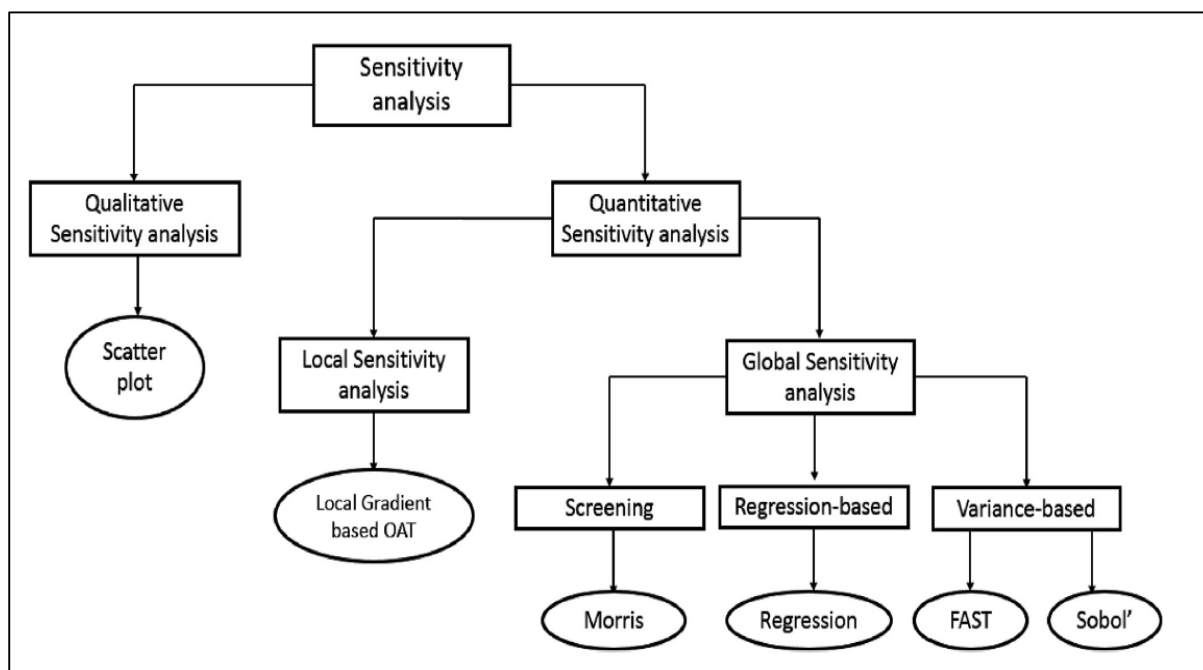 Sensitivity
analysis
Qualitative
Sensitivity analysis
Quantitative
Sensitivity analysis
Scatter
plot
Local Sensitivity
analysis
Global Sensitivity
analysis
Local Gradient
based OAT
Screening
Regression-based
Variance-based
Morris
Regression
FAST
Sobol’